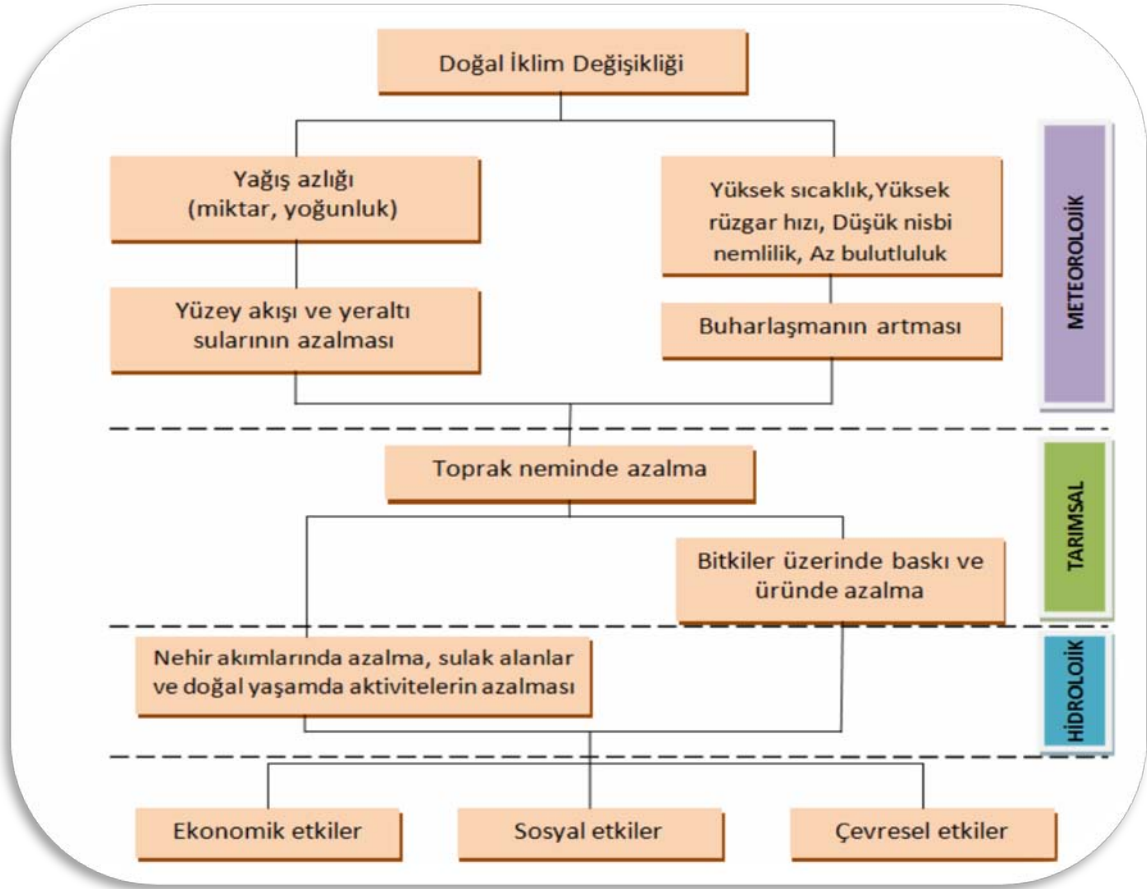 Doğal İklim Değişikliği
Yağış azlığı
(miktar, yoğunluk)
Yüksek sıcaklık,Yüksek
rüzgar hızı, Düşük nisbi
nemlilik, Az bulutluluk
Yüzey akışı ve yeraltı
sularının azalması
Buharlaşmanın artması
METEOROLOJİK
Toprak neminde azalma
Bitkiler üzerinde baskı ve
üründe azalma
TARIMSAL
Nehir akımlarında azalma, sulak alanlar
ve doğal yaşamda aktivitelerin azalması
HİDROLOJİK
Ekonomik etkiler
Sosyal etkiler
Çevresel etkiler